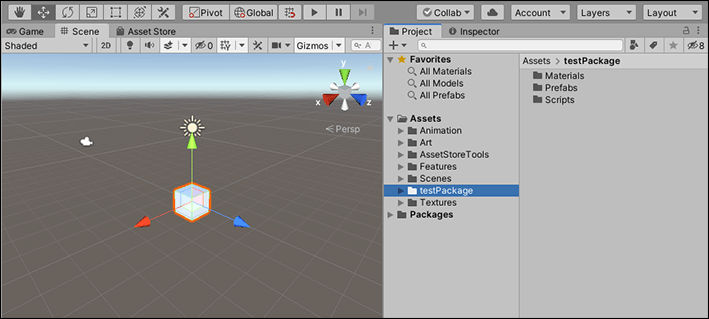 Pivot Global Collab Account Layers Layout
Game Scene Asset Store Project Inspector
Shaded 2D 0 Gizmos A 8
Favorites
All Materials
All Models
All Prefabs
Assets
Animation
Art
AssetStoreTools
Features
Scenes
testPackage
Textures
Packages
Assets > testPackage
Materials
Prefabs
Scripts
y
x z
Persp